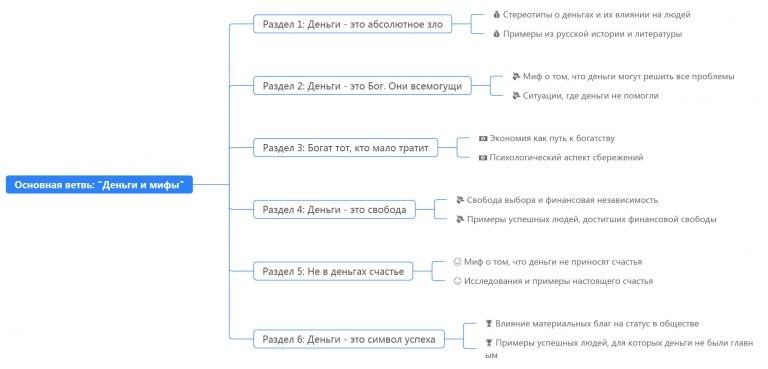 Основная ветвь: "Деньги и мифы"
Раздел 1: Деньги - это абсолютное зло
Стереотипы о деньгах и их влиянии на людей
Примеры из русской истории и литературы
Раздел 2: Деньги - это Бог. Они всемогущи
Миф о том, что деньги могут решить все проблемы
Ситуации, где деньги не помогли
Раздел 3: Богат тот, кто мало тратит
Экономия как путь к богатству
Психологический аспект сбережений
Раздел 4: Деньги - это свобода
Свобода выбора и финансовая независимость
Примеры успешных людей, достигших финансовой свободы
Раздел 5: Не в деньгах счастье
Миф о том, что деньги не приносят счастья
Исследования и примеры настоящего счастья
Раздел 6: Деньги - это символ успеха
Влияние материальных благ на статус в обществе
Примеры успешных людей, для которых деньги не были главн
ым